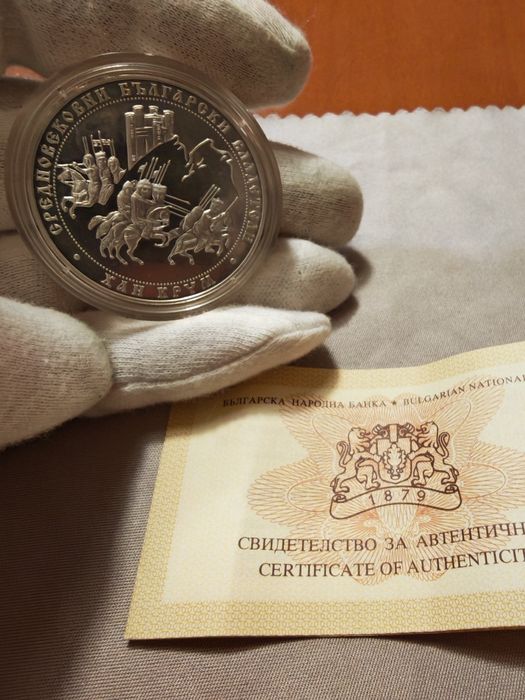 СРЕДНОВЕКОВНИ БЪЛГАРСКИ ВЛАДЕТЕЛИ
• ХАН КРУМ •
БЪЛГАРСКА НАРОДНА БАНКА ★ BULGARIAN NATIONAL
1879
СВИДЕТЕЛСТВО ЗА АВТЕНТИЧН
CERTIFICATE OF AUTHENTICIT